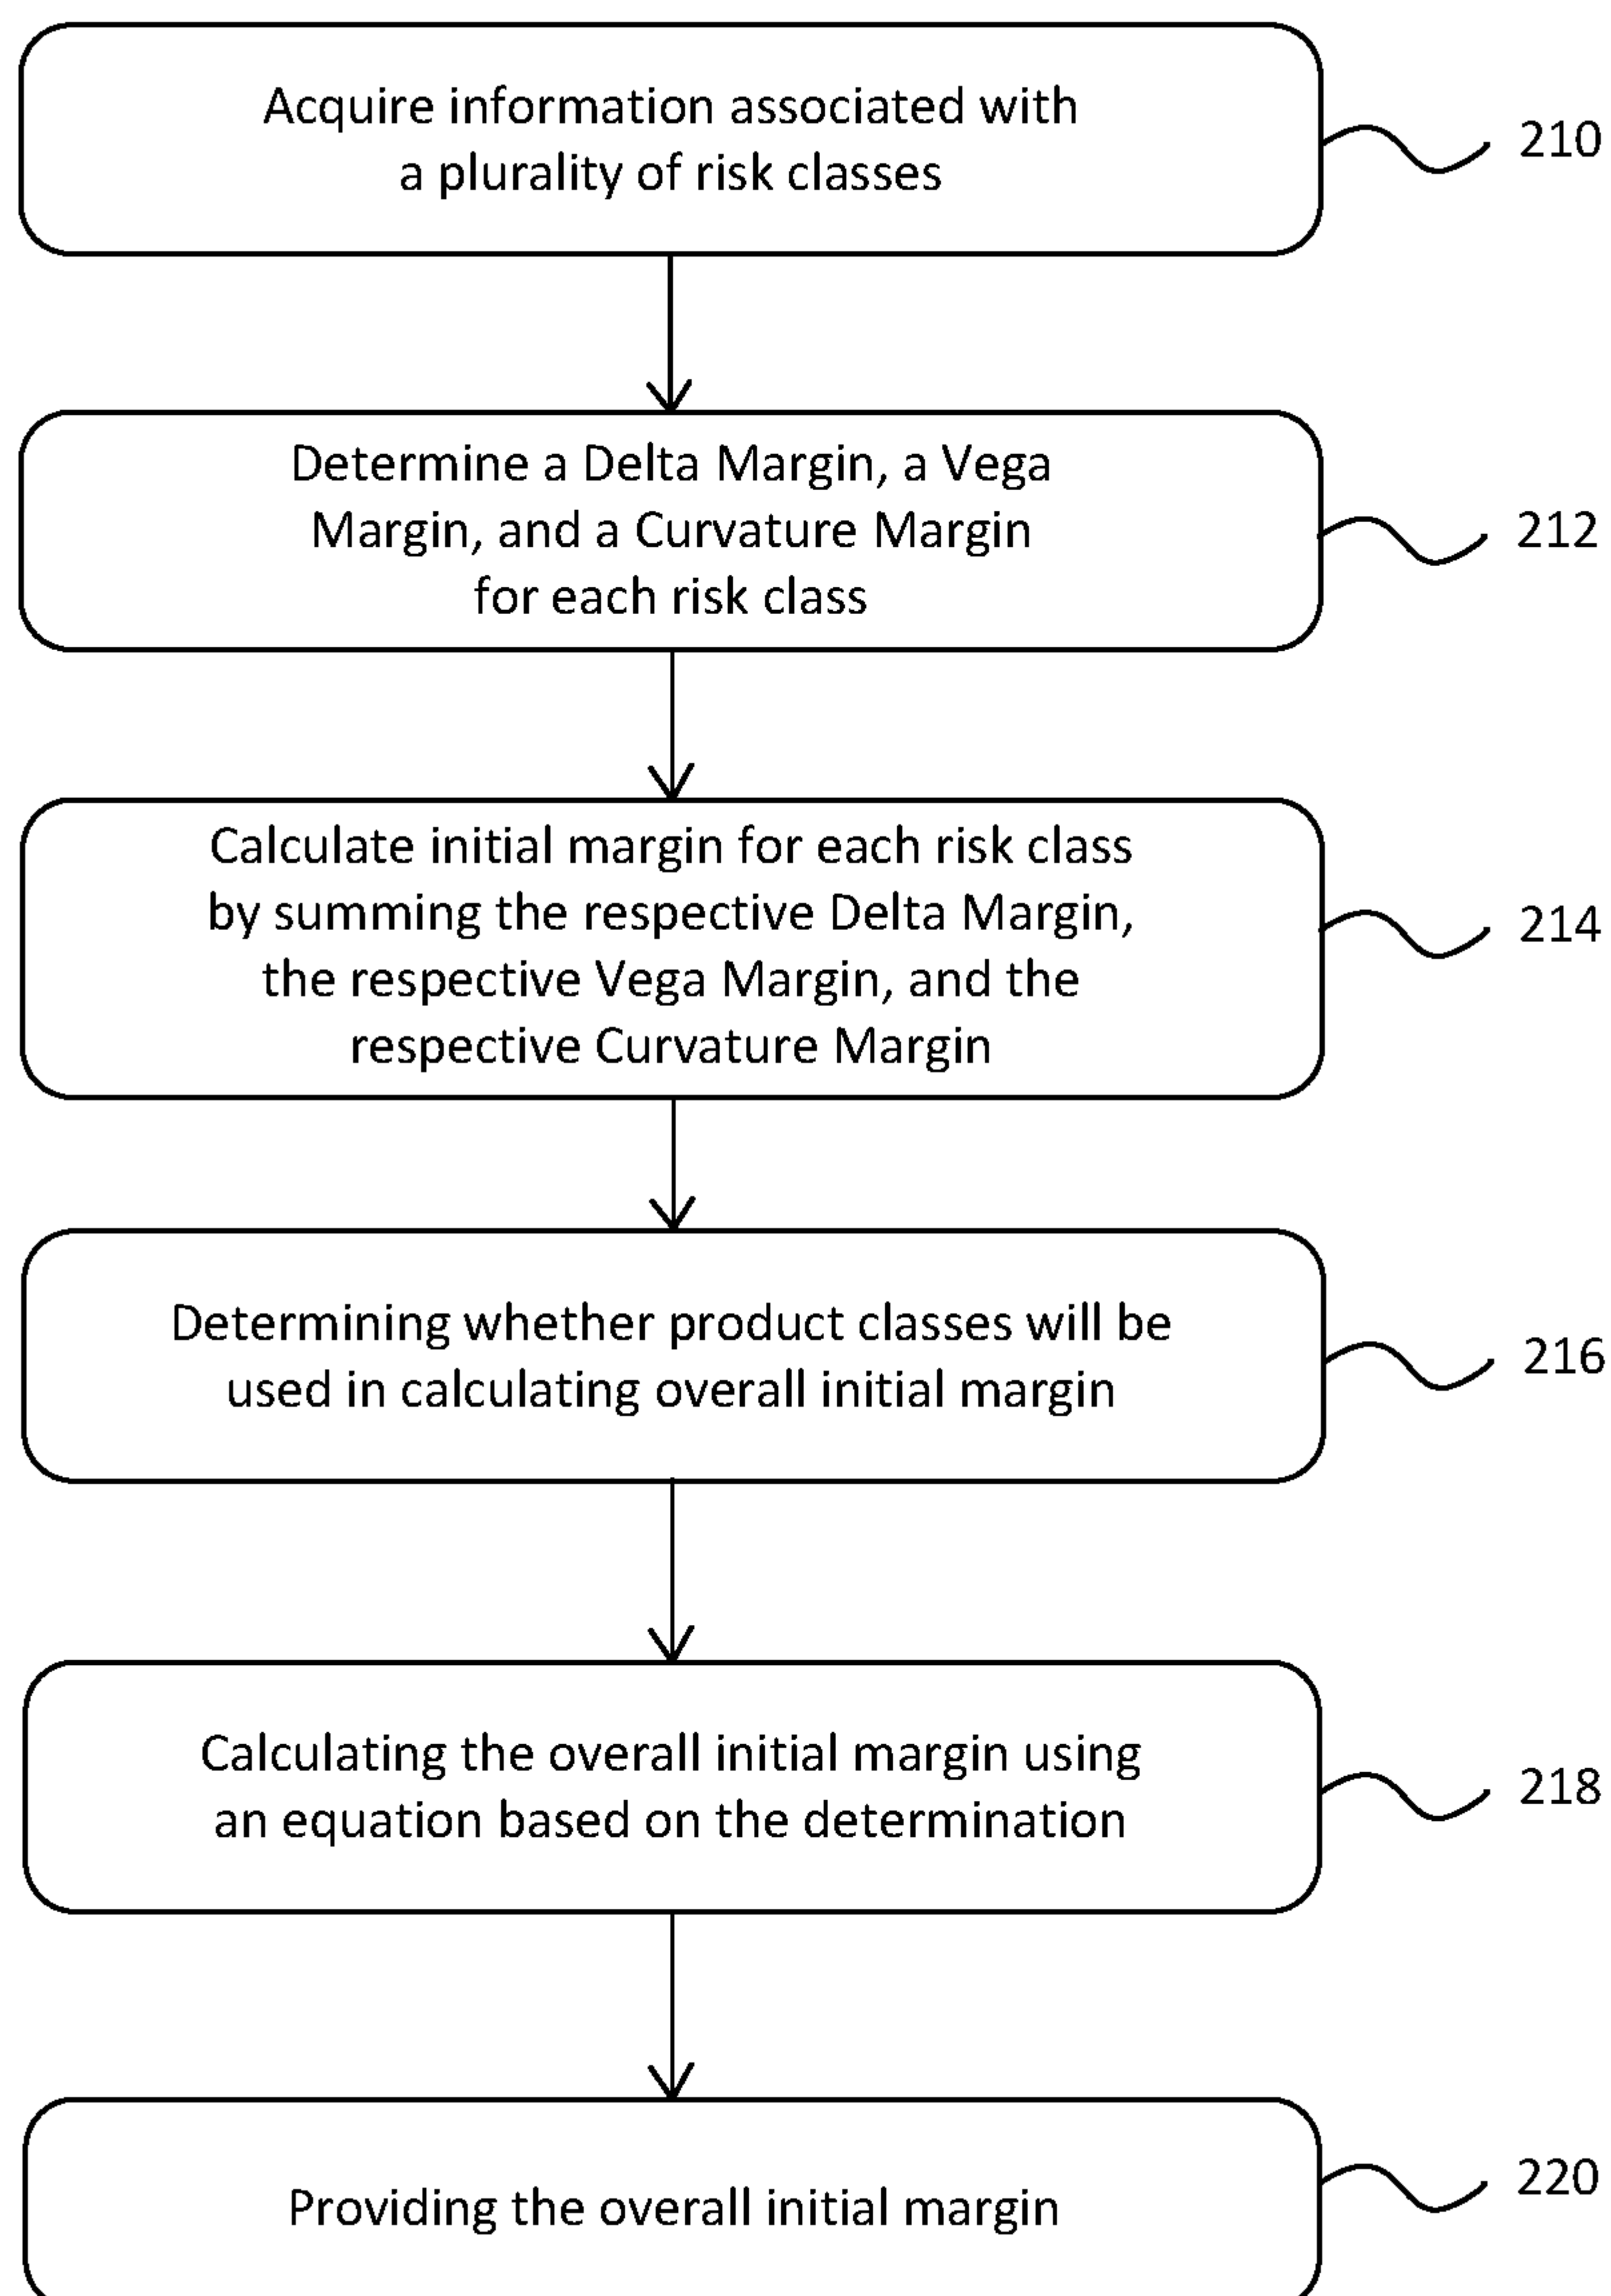 Acquire information associated with
a plurality of risk classes
210
Determine a Delta Margin, a Vega
Margin, and a Curvature Margin
for each risk class
212
Calculate initial margin for each risk class
by summing the respective Delta Margin,
the respective Vega Margin, and the
respective Curvature Margin
214
Determining whether product classes will be
used in calculating overall initial margin
216
Calculating the overall initial margin using
an equation based on the determination
218
Providing the overall initial margin
220